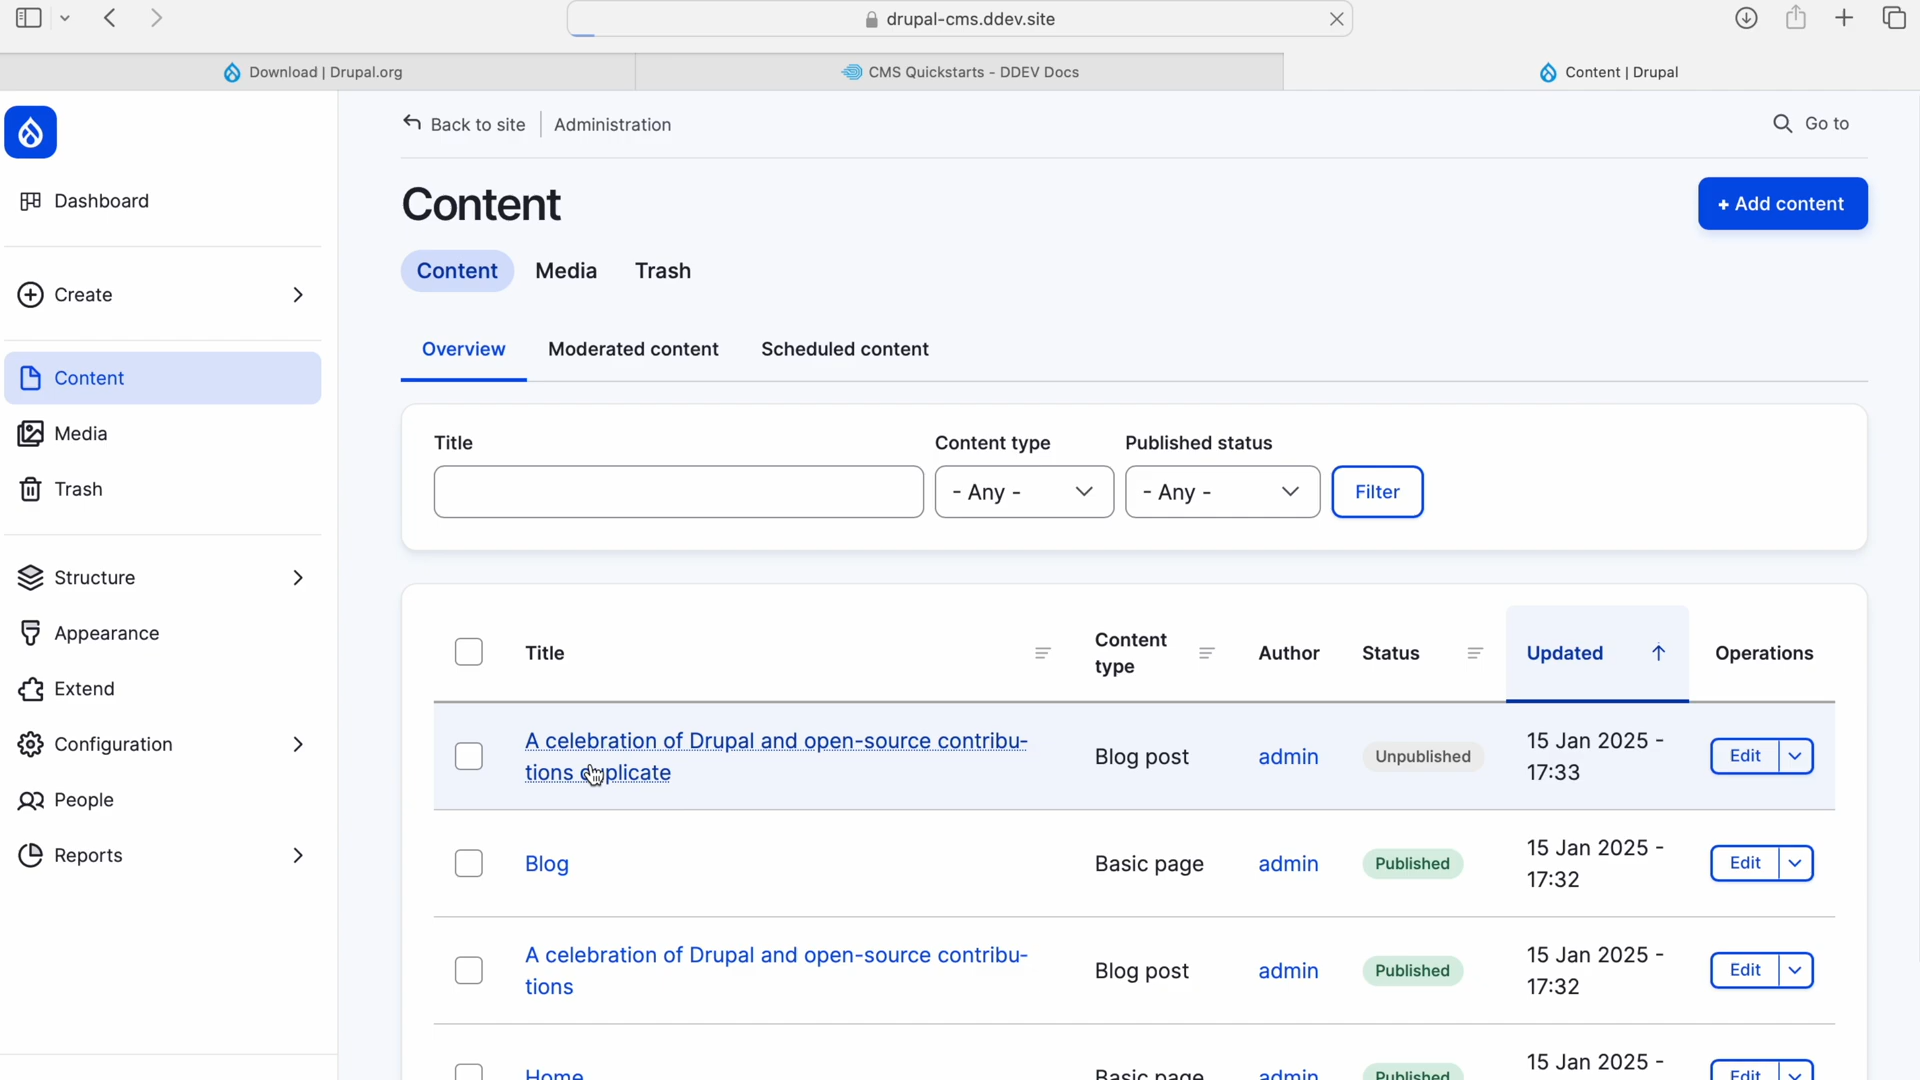 drupal-cms.ddev.site
Download | Drupal.org
CMS Quickstarts - DDEV Docs
Content | Drupal
Back to site
Administration
Go to
Dashboard
Create
Content
Media
Trash
Structure
Appearance
Extend
Configuration
People
Reports
Content
+ Add content
Content
Media
Trash
Overview
Moderated content
Scheduled content
Title
Content type
Published status
- Any -
- Any -
Filter
Title
Content
type
Author
Status
Updated
Operations
A celebration of Drupal and open-source contribu-
tions duplicate
Blog post
admin
Unpublished
15 Jan 2025 -
17:33
Edit
Blog
Basic page
admin
Published
15 Jan 2025 -
17:32
Edit
A celebration of Drupal and open-source contribu-
tions
Blog post
admin
Published
15 Jan 2025 -
17:32
Edit
Home
Basic page
admin
Published
15 Jan 2025 -
Edit